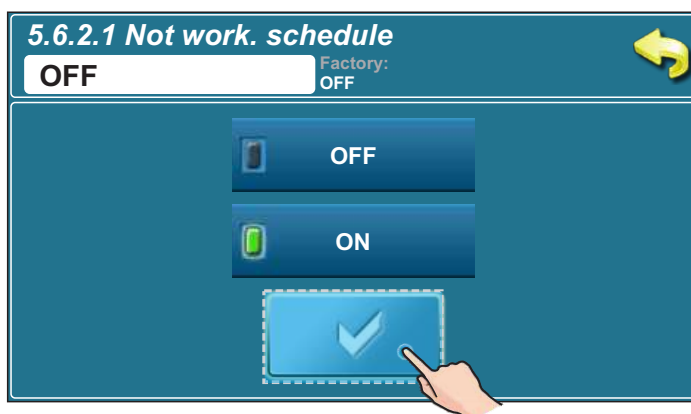 5.6.2.1 Not work. schedule
OFF
Factory:
OFF
OFF
ON